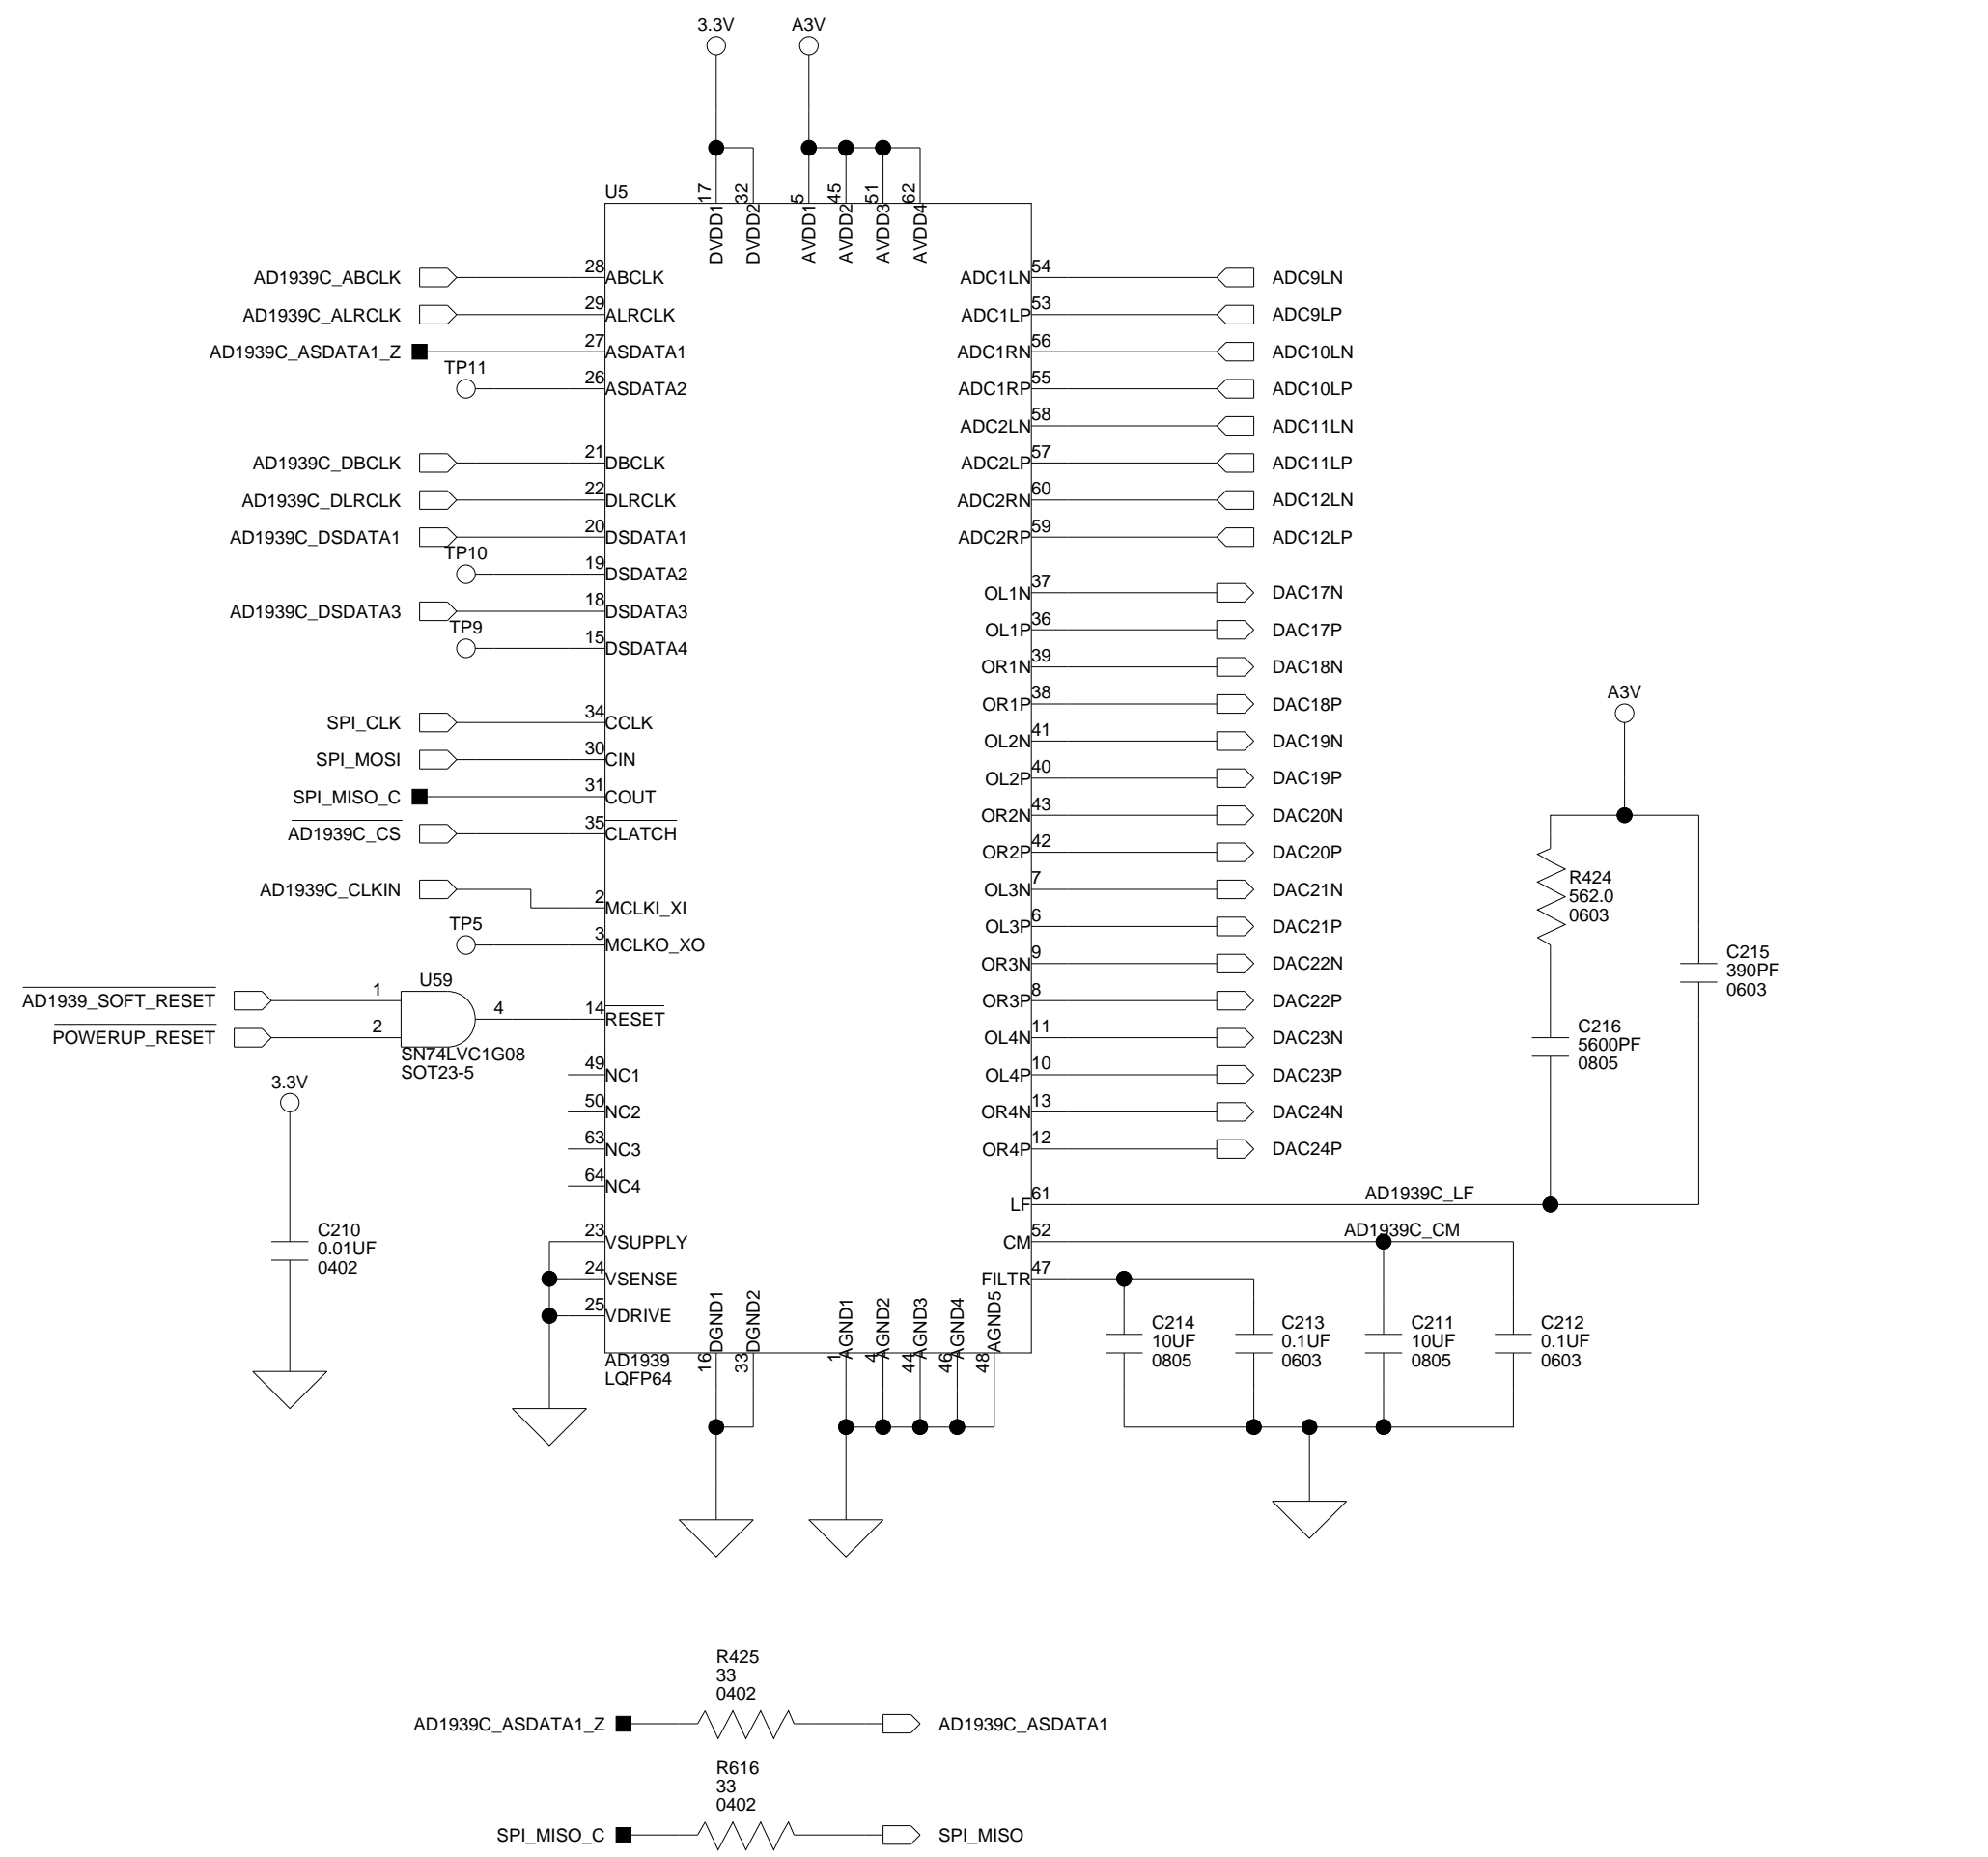 3.3V
A3V
U5
17
32
5
45
51
62
DVDD1
DVDD2
AVDD1
AVDD2
AVDD3
AVDD4
AD1939C_ABCLK
28
ABCLK
AD1939C_ALRCLK
29
ALRCLK
AD1939C_ASDATA1_Z
27
ASDATA1
TP11
26
ASDATA2
AD1939C_DBCLK
21
DBCLK
AD1939C_DLRCLK
22
DLRCLK
AD1939C_DSDATA1
20
DSDATA1
TP10
19
DSDATA2
AD1939C_DSDATA3
18
DSDATA3
TP9
15
DSDATA4
SPI_CLK
34
CCLK
SPI_MOSI
30
CIN
SPI_MISO_C
31
COUT
AD1939C_CS
35
CLATCH
AD1939C_CLKIN
2
MCLKI_XI
TP5
3
MCLKO_XO
AD1939_SOFT_RESET
1
U59
POWERUP_RESET
2
4
SN74LVC1G08
SOT23-5
14
RESET
49
NC1
50
NC2
63
NC3
64
NC4
23
VSUPPLY
24
VSENSE
25
VDRIVE
3.3V
C210
0.01UF
0402
ADC1LN
54
ADC9LN
ADC1LP
53
ADC9LP
ADC1RN
56
ADC10LN
ADC1RP
55
ADC10LP
ADC2LN
58
ADC11LN
ADC2LP
57
ADC11LP
ADC2RN
60
ADC12LN
ADC2RP
59
ADC12LP
OL1N
37
DAC17N
OL1P
36
DAC17P
OR1N
39
DAC18N
OR1P
38
DAC18P
OL2N
41
DAC19N
OL2P
40
DAC19P
OR2N
43
DAC20N
OR2P
42
DAC20P
OL3N
7
DAC21N
OL3P
6
DAC21P
OR3N
9
DAC22N
OR3P
8
DAC22P
OL4N
11
DAC23N
OL4P
10
DAC23P
OR4N
13
DAC24N
OR4P
12
DAC24P
LF
61
AD1939C_LF
CM
52
AD1939C_CM
FILTR
47
A3V
R424
562.0
0603
C215
390PF
0603
C216
5600PF
0805
C214
10UF
0805
C213
0.1UF
0603
C211
10UF
0805
C212
0.1UF
0603
DGND1
DGND2
AGND1
AGND2
AGND3
AGND4
AGND5
16
33
1
4
44
46
48
AD1939
LQFP64
R425
33
0402
AD1939C_ASDATA1_Z
AD1939C_ASDATA1
R616
33
0402
SPI_MISO_C
SPI_MISO